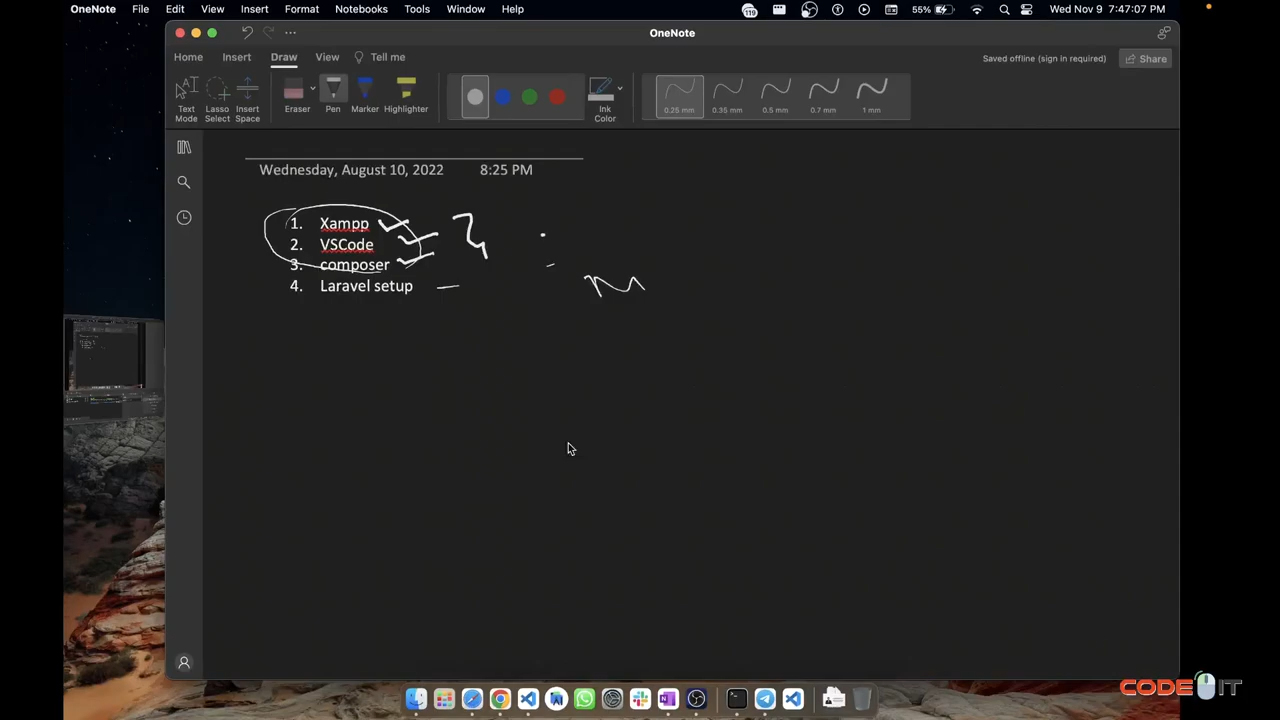 OneNote File Edit View Insert Format Notebooks Tools Window Help 119 55% Wed Nov 9 7:47:07 PM
OneNote
Home Insert Draw View Tell me Saved offline (sign in required) Share
Text Mode Lasso Select Insert Space Eraser Pen Marker Highlighter Ink Color 0.25 mm 0.35 mm 0.5 mm 0.7 mm 1 mm
Wednesday, August 10, 2022 8:25 PM
1. Xampp
2. VSCode
3. composer
4. Laravel setup
CODE IT